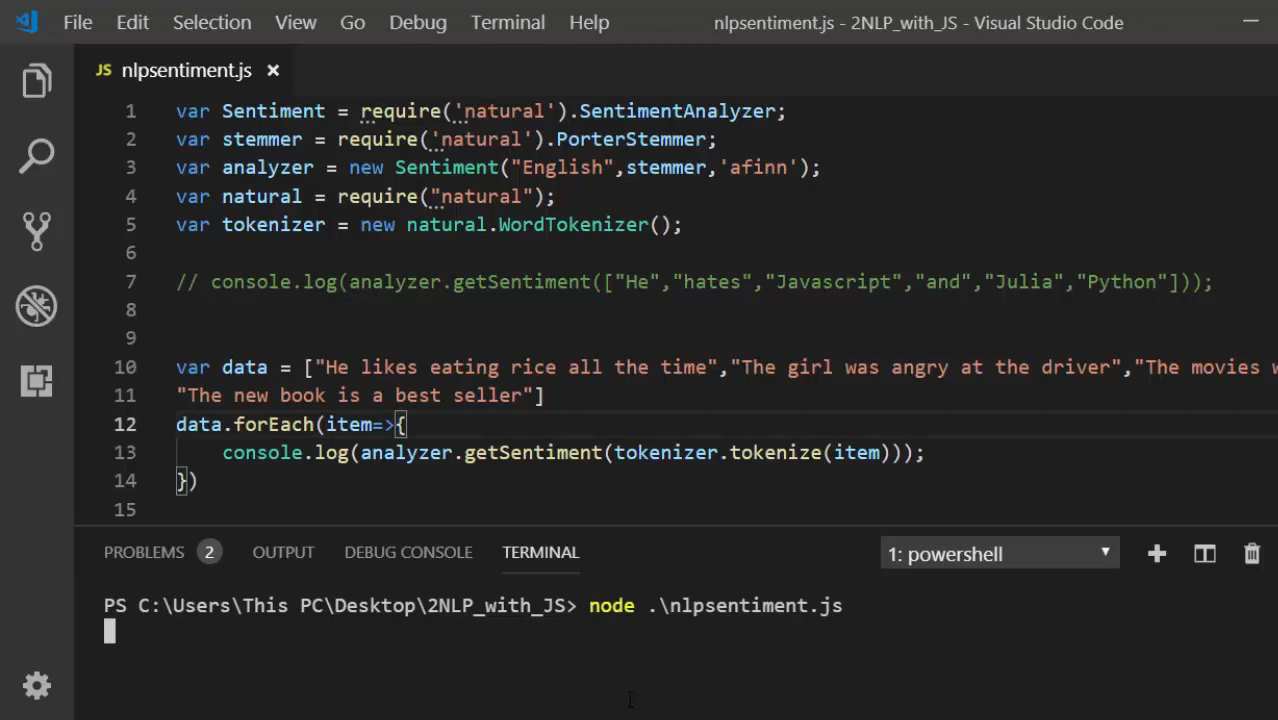 File Edit Selection View Go Debug Terminal Help nlpsentiment.js - 2NLP_with_JS - Visual Studio Code
JS nlpsentiment.js ×
1 var Sentiment = require('natural').SentimentAnalyzer;
2 var stemmer = require('natural').PorterStemmer;
3 var analyzer = new Sentiment("English",stemmer,'afinn');
4 var natural = require("natural");
5 var tokenizer = new natural.WordTokenizer();
6
7 // console.log(analyzer.getSentiment(["He","hates","Javascript","and","Julia","Python"]));
8
9
10 var data = ["He likes eating rice all the time","The girl was angry at the driver","The movies w
11 "The new book is a best seller"]
12 data.forEach(item=>{
13 console.log(analyzer.getSentiment(tokenizer.tokenize(item)));
14 })
15
PROBLEMS 2 OUTPUT DEBUG CONSOLE TERMINAL 1: powershell
PS C:\Users\This PC\Desktop\2NLP_with_JS> node .\nlpsentiment.js